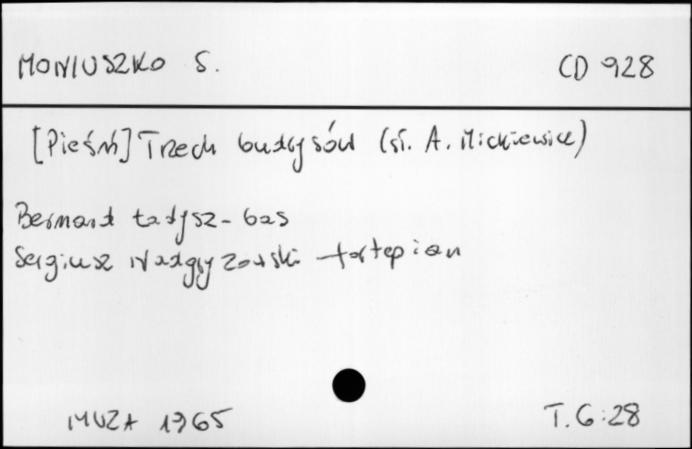 MONIUSZKO S. CD 928
[Pieśń] Trzech budrysów (sł. A. Mickiewicz)
Bernard Ładysz - bas
Sergiusz Nadgryzowski fortepian
MUZA 1965 T. 6:28